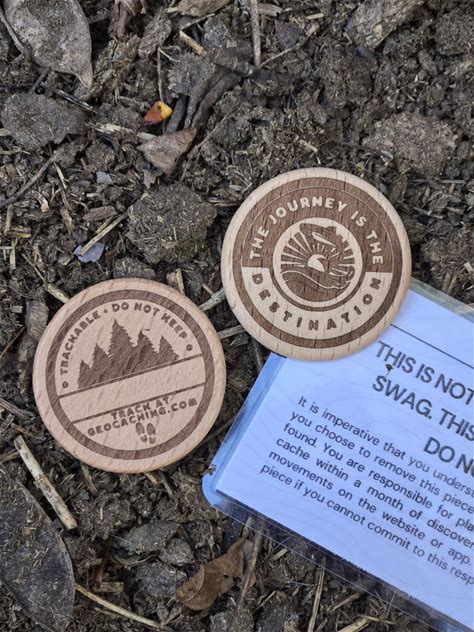 THE JOURNEY IS THE
DESTINATION
TRACKABLE • DO NOT KEEP
TRACK AT
GEOCACHING.COM
THIS IS NOT
SWAG. THIS
DO N
It is imperative that you unders
you choose to remove this piece
found. You are responsible for pla
cache within a month of discover
movements on the website or app.
piece if you cannot commit to this resp